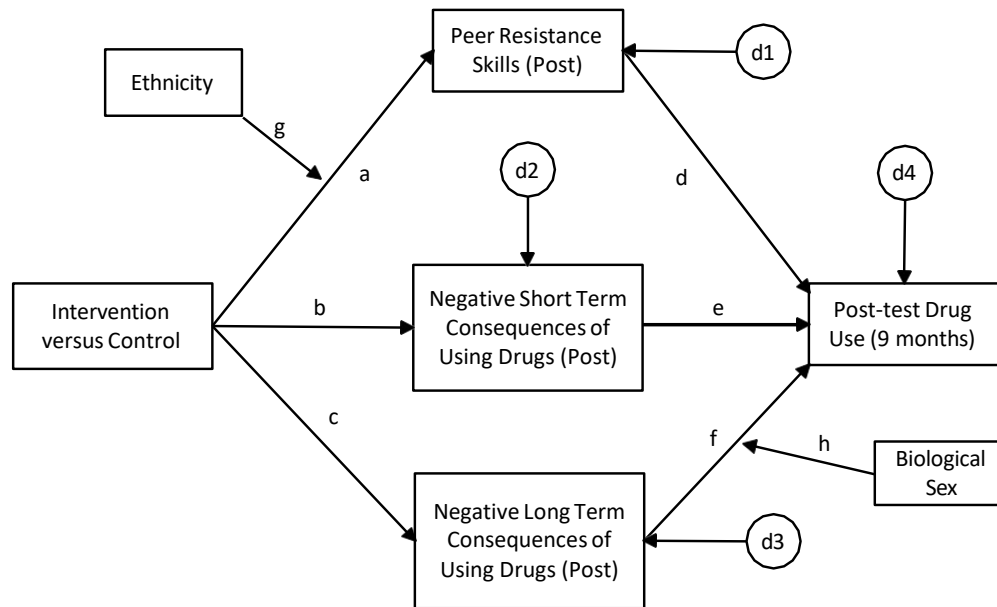 Peer Resistance
Skills (Post)
d1
Ethnicity
g
a
d2
d
d4
Intervention
versus Control
b
Negative Short Term
Consequences of
Using Drugs (Post)
e
Post-test Drug
Use (9 months)
c
f
h
Biological
Sex
Negative Long Term
Consequences of
Using Drugs (Post)
d3